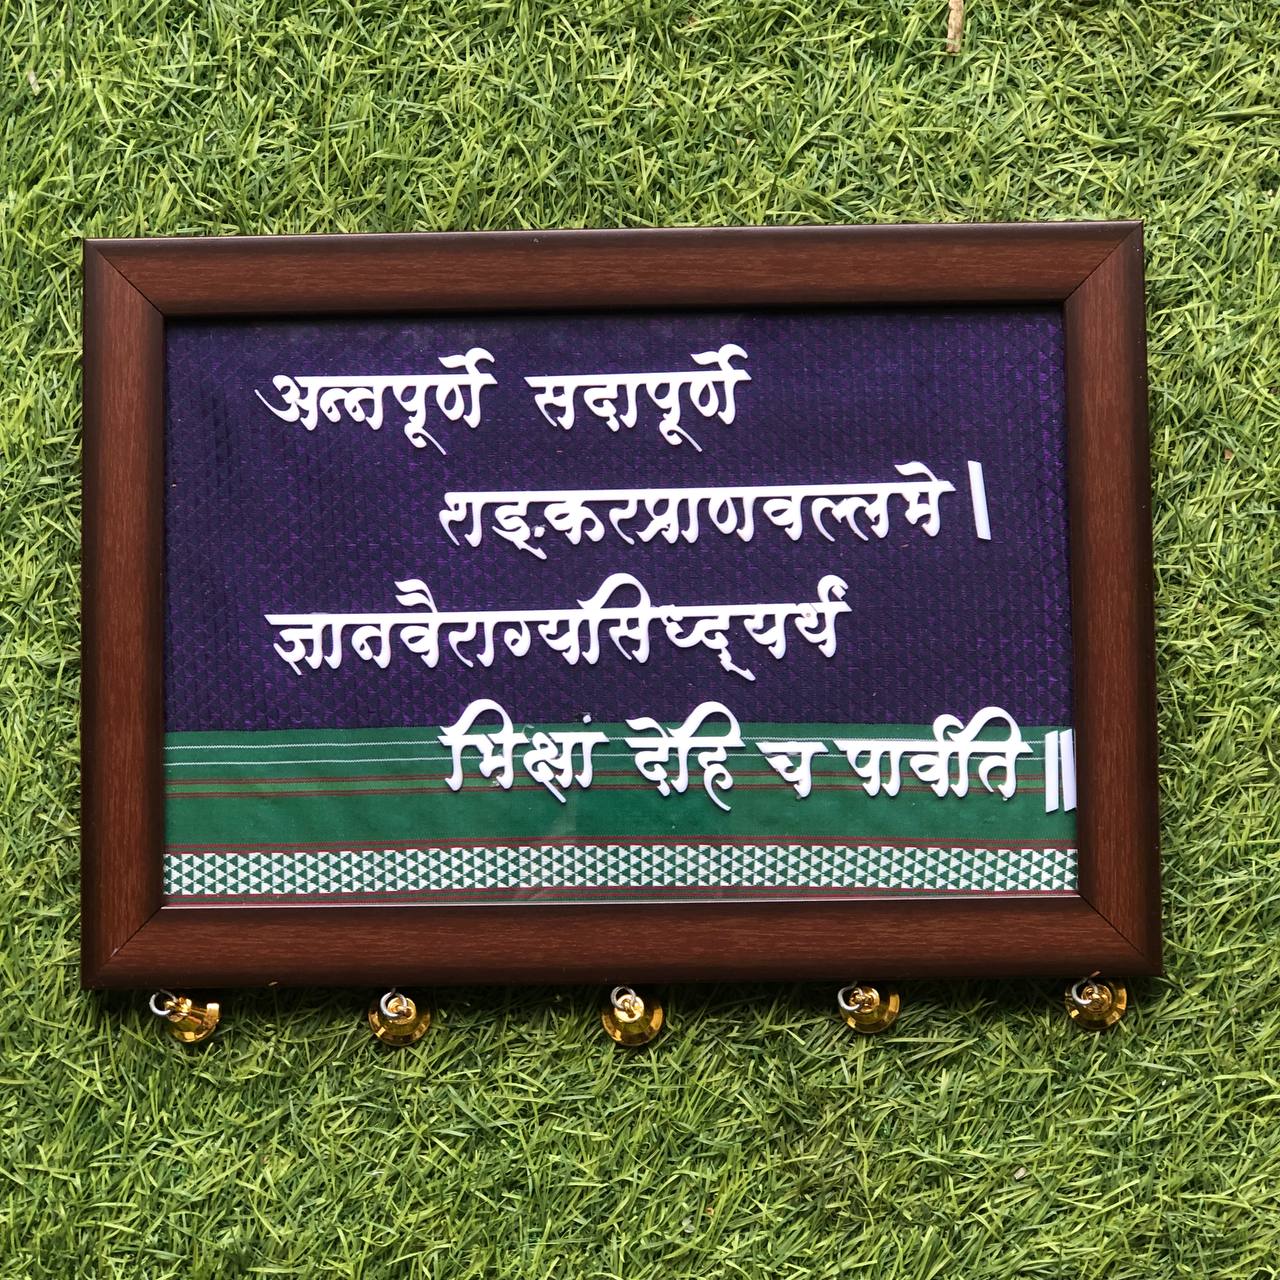 अन्नपूर्णे सदापूर्णे
शङ्करप्राणवल्लभे ।
ज्ञानवैराग्यसिध्द्यर्थं
भिक्षां देहि च पार्वति ॥